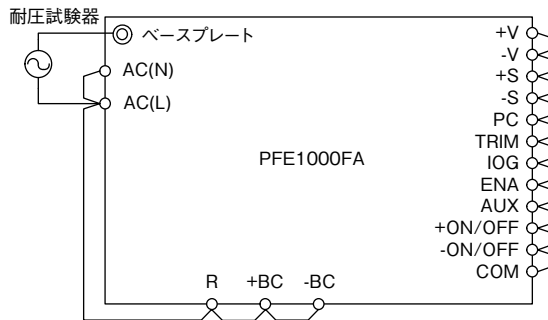 耐圧試験器
ベースプレート
AC(N)
AC(L)
PFE1000FA
+V
-V
+S
-S
PC
TRIM
IOG
ENA
AUX
+ON/OFF
-ON/OFF
COM
R +BC -BC